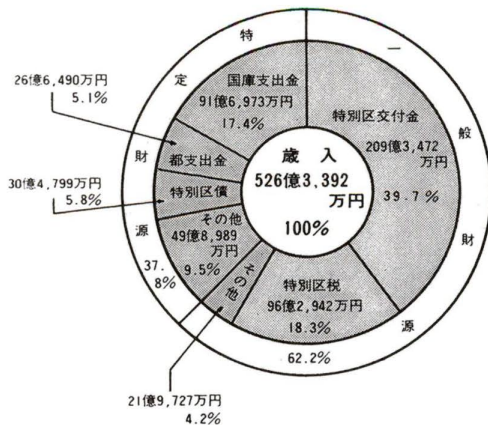 特
定
財
源
37.
8%
一
般
財
源
62.2%
歳 入
526億3,392
万円
100%
特別区交付金
209億3,472
万円
39.7%
特別区税
96億2,942万円
18.3%
その他
21億9,727万円
4.2%
その他
49億8,989
万円
9.5%
特別区債
30億4,799万円
5.8%
都支出金
26億6,490万円
5.1%
国庫支出金
91億6,973万円
17.4%